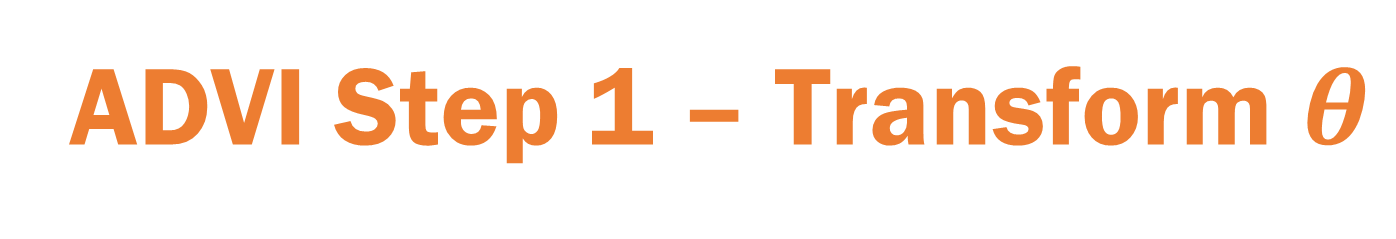 ADVI Step 1 – Transform θ